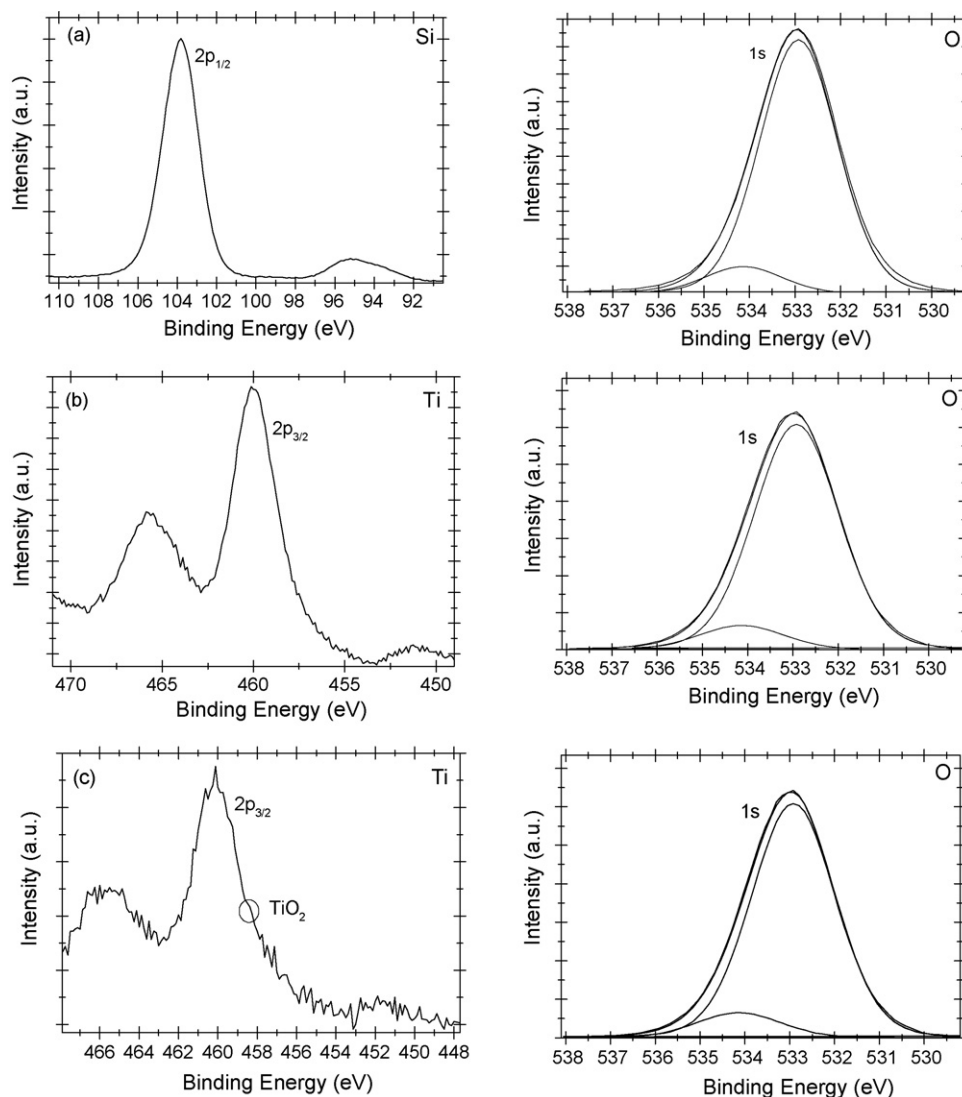 (a)
Si
2p1/2
Intensity (a.u.)
110 108 106 104 102 100 98 96 94 92
Binding Energy (eV)
O
1s
Intensity (a.u.)
538 537 536 535 534 533 532 531 530
Binding Energy (eV)
(b)
Ti
2p3/2
Intensity (a.u.)
470 465 460 455 450
Binding Energy (eV)
O
1s
Intensity (a.u.)
538 537 536 535 534 533 532 531 530
Binding Energy (eV)
(c)
Ti
2p3/2
TiO2
Intensity (a.u.)
466 464 462 460 458 456 454 452 450 448
Binding Energy (eV)
O
1s
Intensity (a.u.)
538 537 536 535 534 533 532 531 530
Binding Energy (eV)